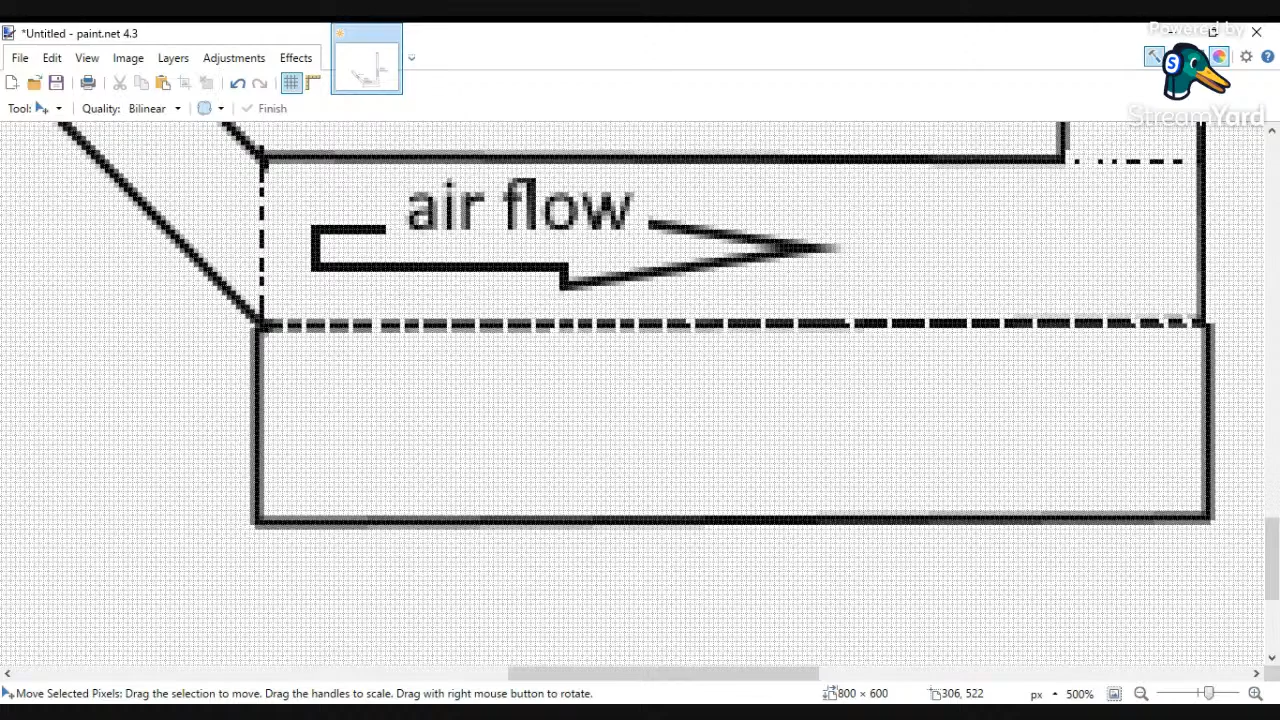 Powered by
*Untitled - paint.net 4.3
File Edit View Image Layers Adjustments Effects
S
StreamYard
Tool: Quality: Bilinear Finish
air flow
Move Selected Pixels: Drag the selection to move. Drag the handles to scale. Drag with right mouse button to rotate. 800 × 600 306, 522 px 500%